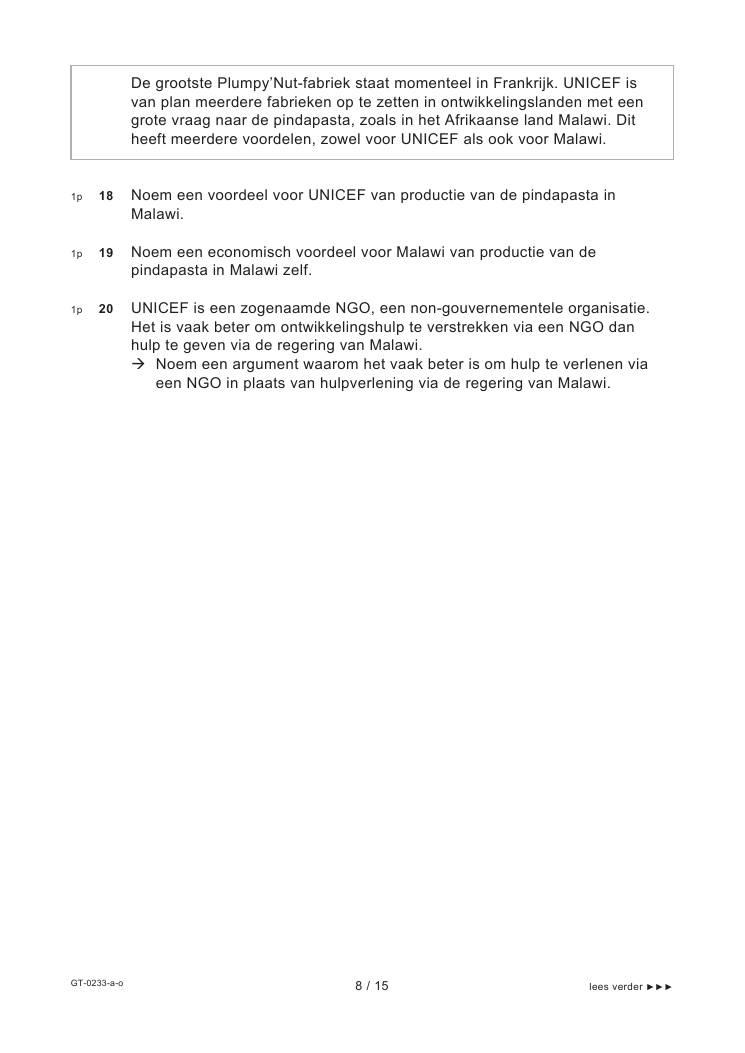 De grootste Plumpy’Nut-fabriek staat momenteel in Frankrijk. UNICEF is
van plan meerdere fabrieken op te zetten in ontwikkelingslanden met een
grote vraag naar de pindapasta, zoals in het Afrikaanse land Malawi. Dit
heeft meerdere voordelen, zowel voor UNICEF als ook voor Malawi.
1p 18 Noem een voordeel voor UNICEF van productie van de pindapasta in
Malawi.
1p 19 Noem een economisch voordeel voor Malawi van productie van de
pindapasta in Malawi zelf.
1p 20 UNICEF is een zogenaamde NGO, een non-gouvernementele organisatie.
Het is vaak beter om ontwikkelingshulp te verstrekken via een NGO dan
hulp te geven via de regering van Malawi.
→ Noem een argument waarom het vaak beter is om hulp te verlenen via
een NGO in plaats van hulpverlening via de regering van Malawi.
GT-0233-a-o 8 / 15 lees verder ►►►